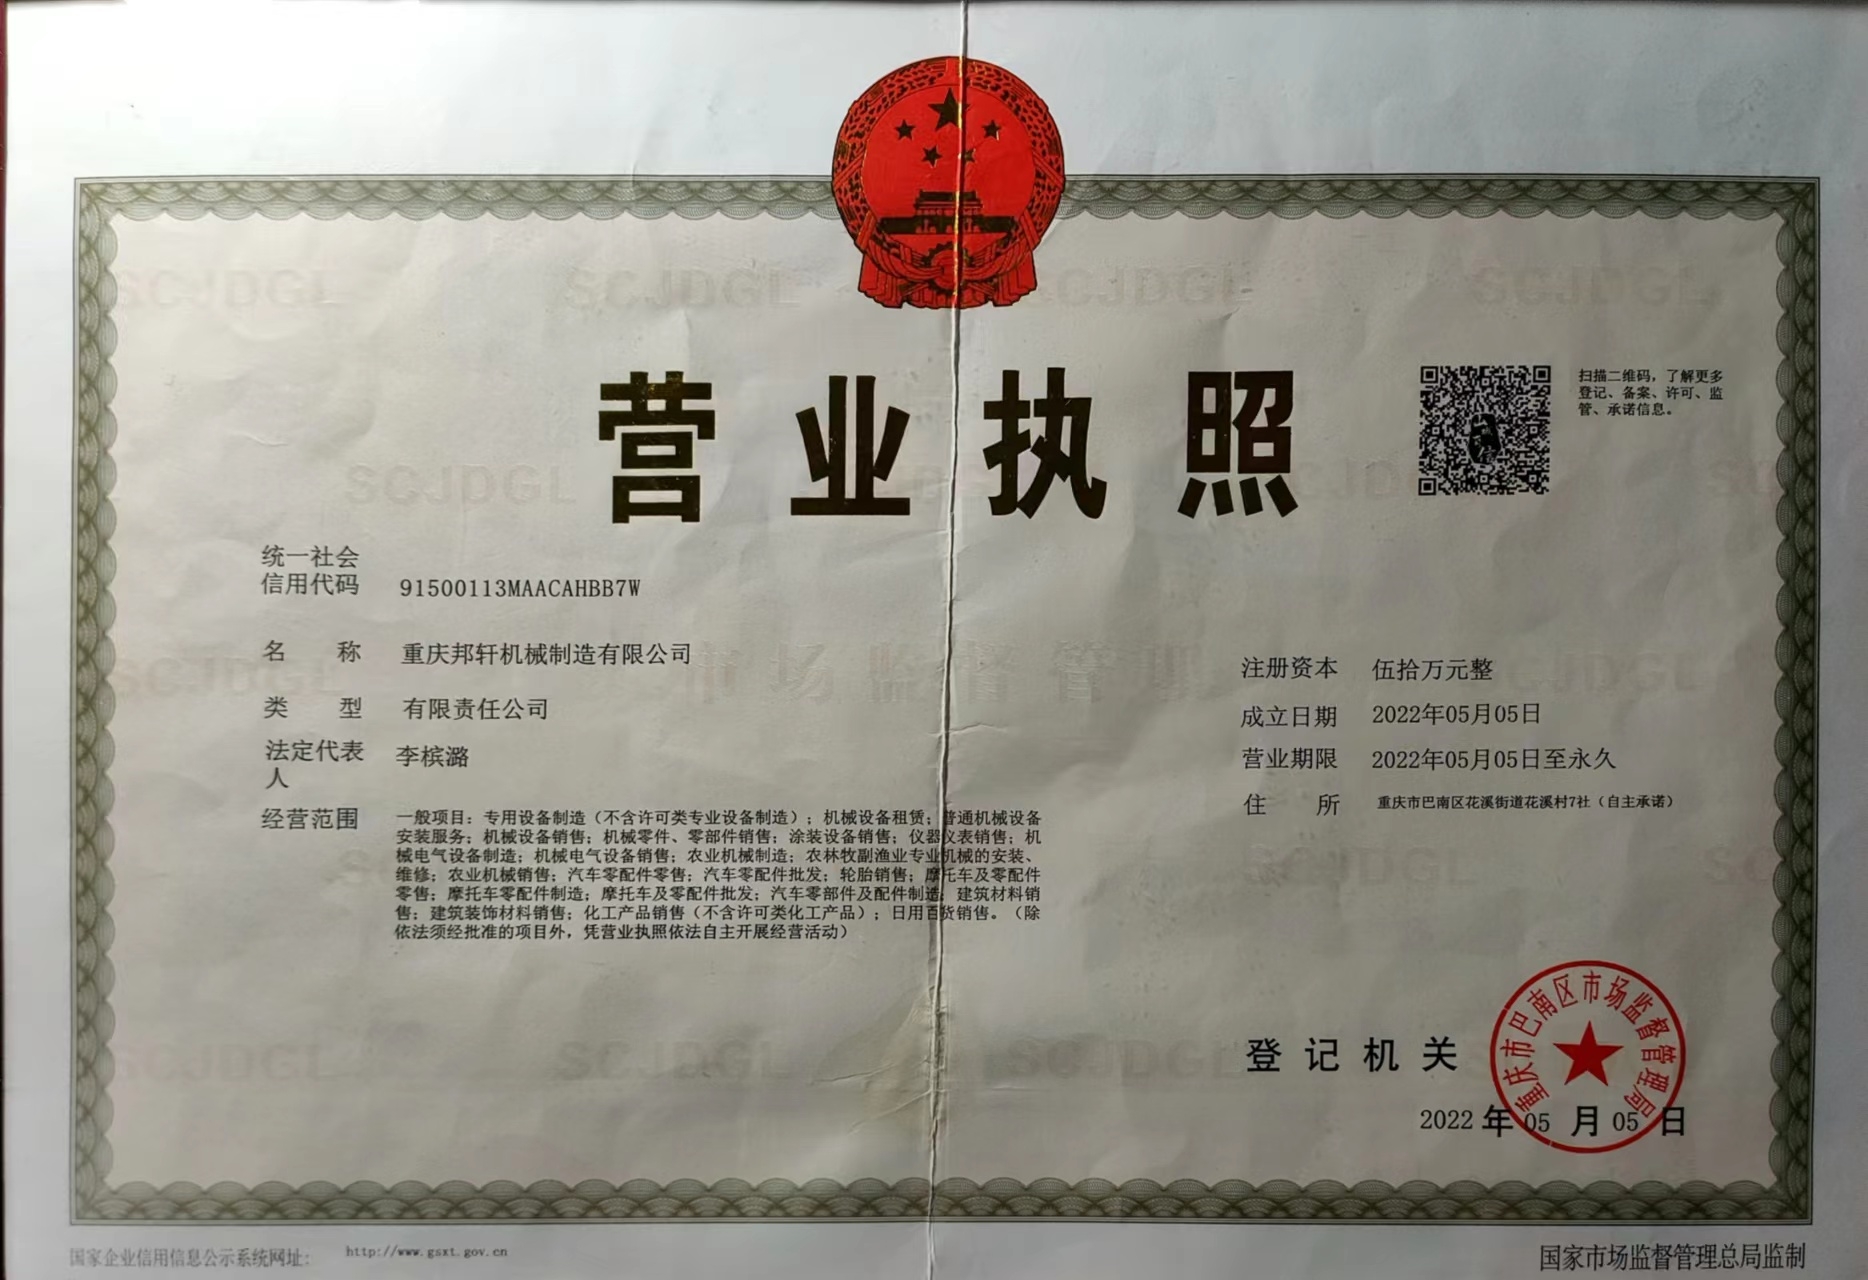 营业执照
扫描二维码，了解更多
登记、备案、许可、监
管、承诺信息。
统一社会
信用代码 91500113MAACAHBB7W
名称 重庆邦轩机械制造有限公司
类型 有限责任公司
法定代表
人 李槟潞
经营范围 一般项目：专用设备制造（不含许可类专业设备制造）；机械设备租赁；普通机械设备
安装服务；机械设备销售；机械零件、零部件销售；涂装设备销售；仪器仪表销售；机
械电气设备制造；机械电气设备销售；农业机械制造；农林牧副渔业专业机械的安装、
维修；农业机械销售；汽车零配件零售；汽车零配件批发；轮胎销售；摩托车及零配件
零售；摩托车零配件制造；摩托车及零配件批发；汽车零部件及配件制造；建筑材料销
售；建筑装饰材料销售；化工产品销售（不含许可类化工产品）；日用百货销售。（除
依法须经批准的项目外，凭营业执照依法自主开展经营活动）
注册资本 伍拾万元整
成立日期 2022年05月05日
营业期限 2022年05月05日至永久
住所 重庆市巴南区花溪街道花溪村7社（自主承诺）
登记机关
重庆市巴南区市场监督管理局
2022年05月05日
国家企业信用信息公示系统网址： http://www.gsxt.gov.cn
国家市场监督管理总局监制
SCJDGL
市场监督管理